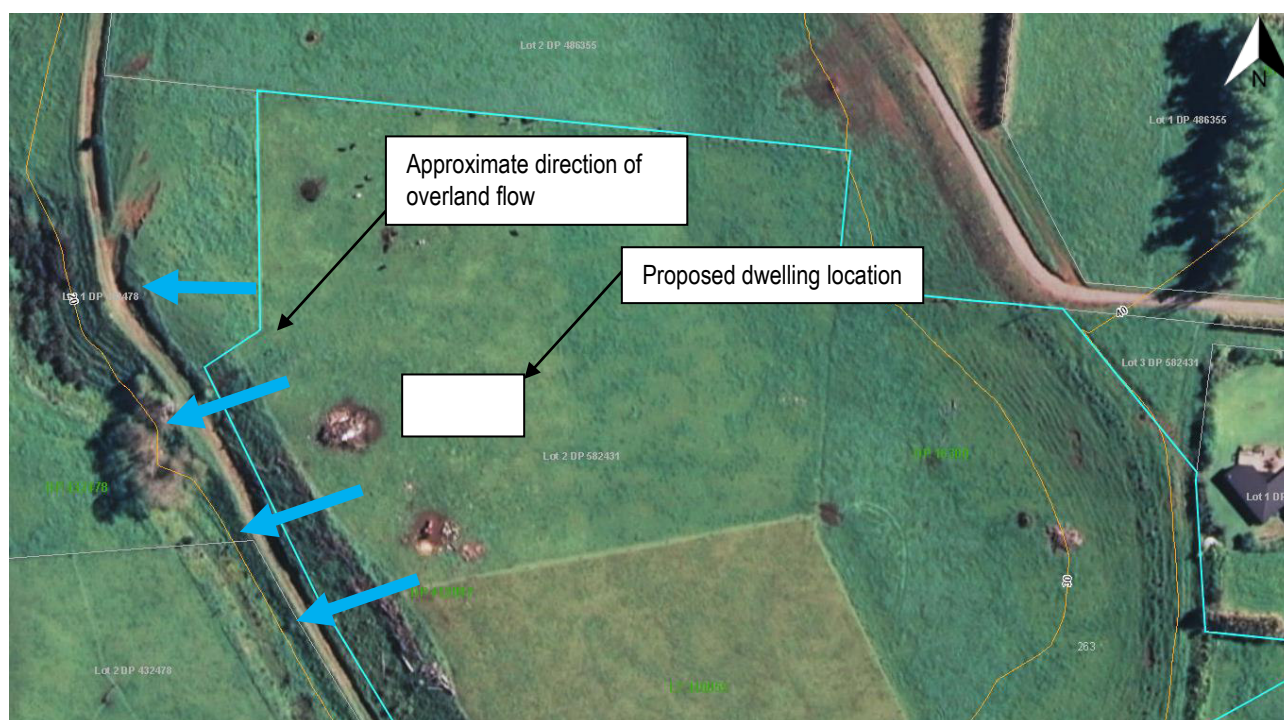 Lot 2 DP 486355
N
Lot 1 DP 486355
Approximate direction of
overland flow
Proposed dwelling location
20
40
Lot 3 DP 582431
Lot 2 DP 582431
Lot 1 DP
30
263
Lot 2 DP 432478